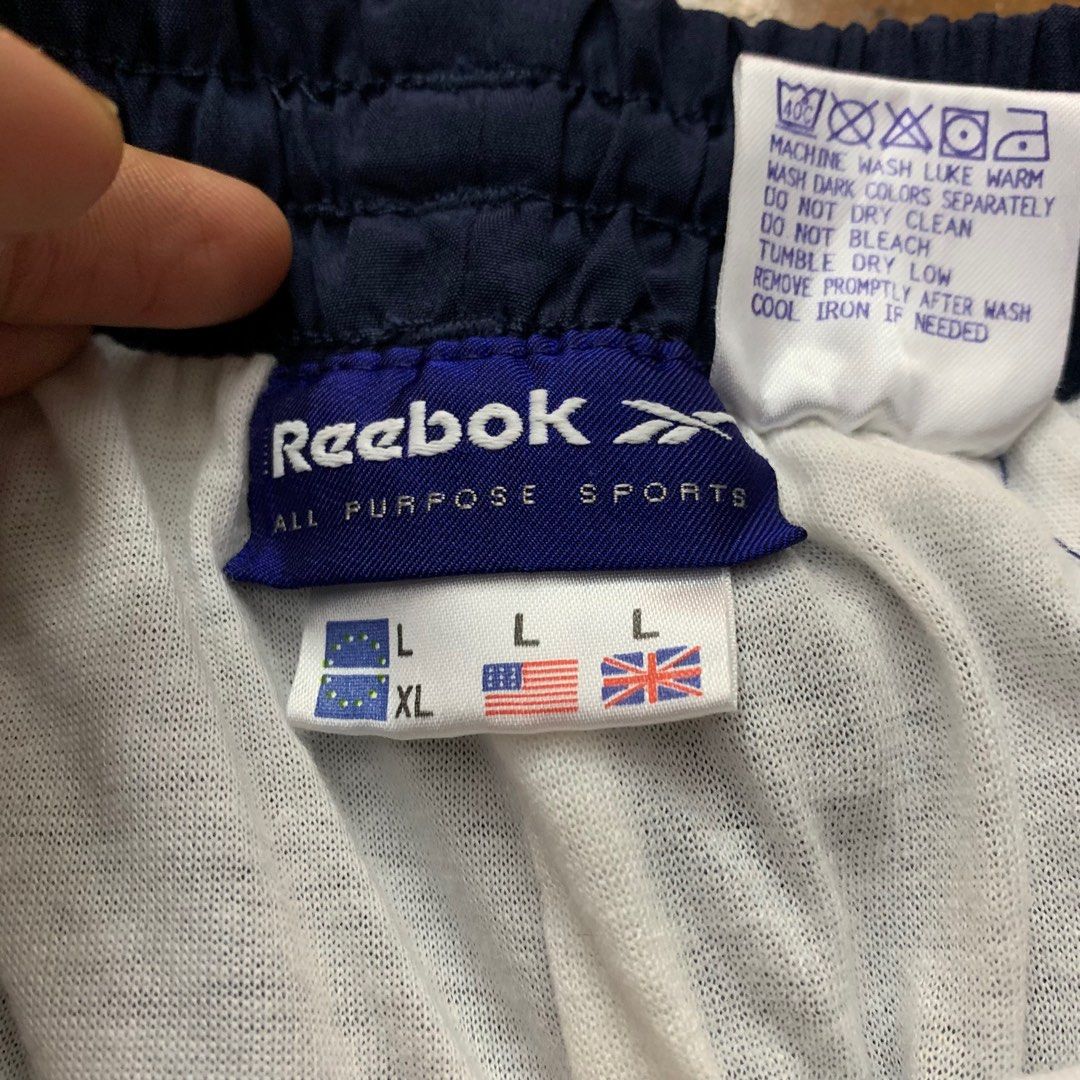 40C
MACHINE WASH LUKE WARM
WASH DARK COLORS SEPARATELY
DO NOT DRY CLEAN
DO NOT BLEACH
TUMBLE DRY LOW
REMOVE PROMPTLY AFTER WASH
COOL IRON IF NEEDED
Reebok
ALL PURPOSE SPORTS
L L L
XL